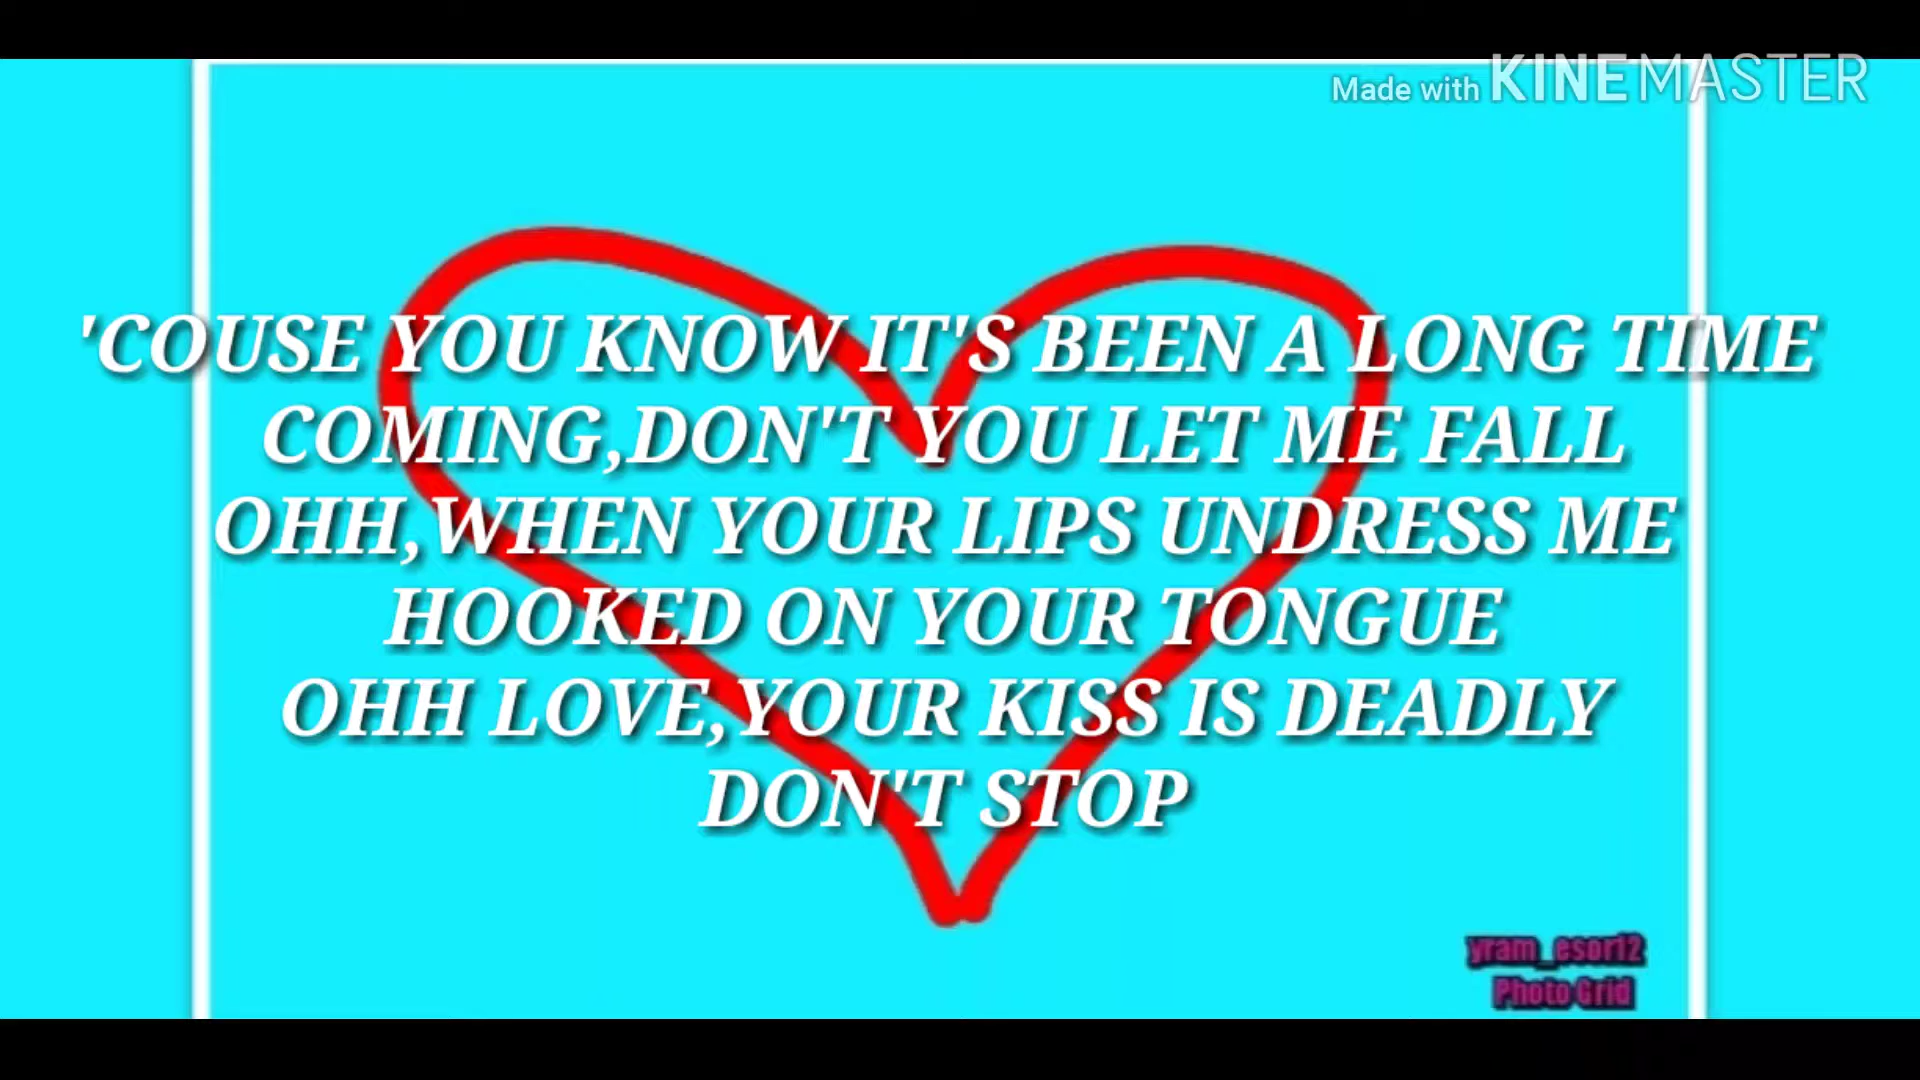 Made with KINEMASTER
'COUSE YOU KNOW IT'S BEEN A LONG TIME
COMING,DON'T YOU LET ME FALL
OHH,WHEN YOUR LIPS UNDRESS ME
HOOKED ON YOUR TONGUE
OHH LOVE,YOUR KISS IS DEADLY
DON'T STOP
yram_esor12
Photo Grid